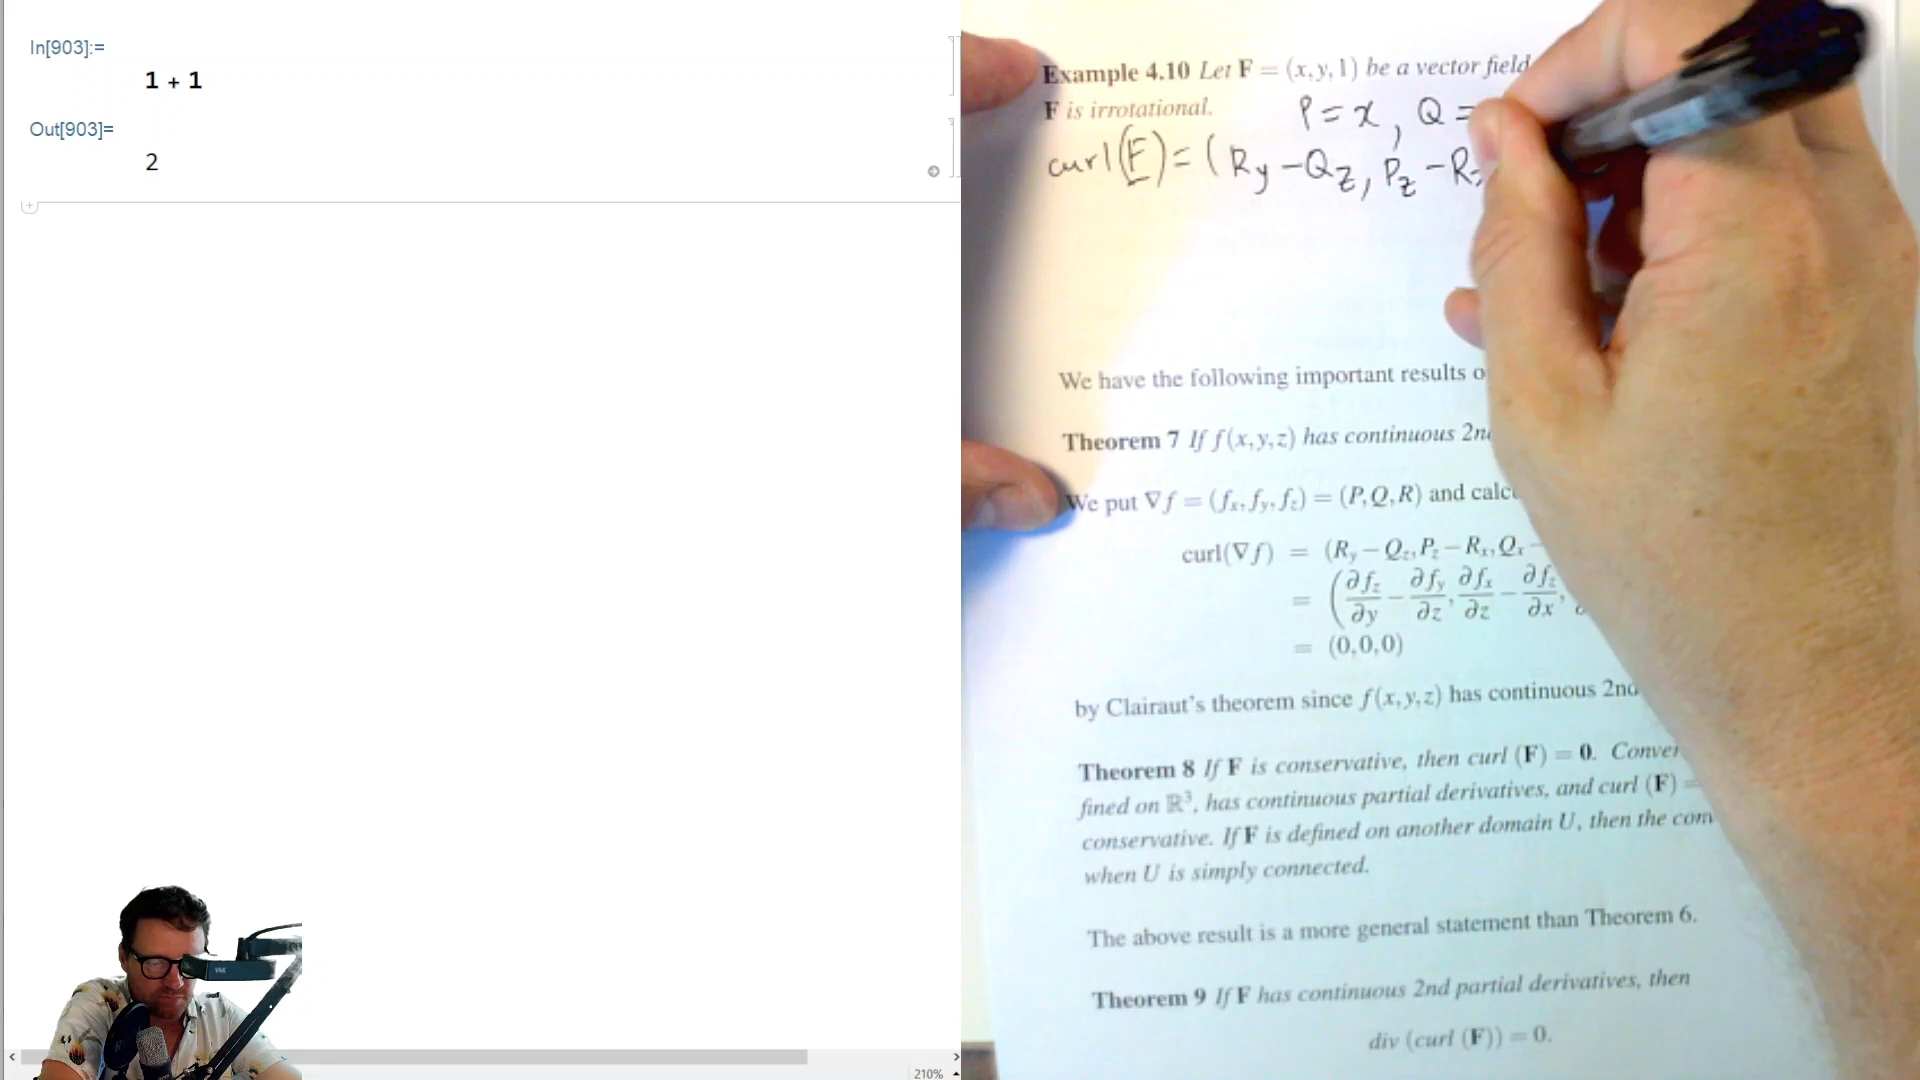 In[903]:=
1 + 1
Out[903]=
2
210%
Example 4.10 Let F = (x, y, 1) be a vector field
F is irrotational.
P = x, Q =
curl(F) = (Ry − Qz, Pz − R
We have the following important results
Theorem 7 If f(x, y, z) has continuous
We put ∇f = (fx, fy, fz) = (P, Q, R) and
curl(∇f) = (Ry − Qz, Pz − Rx, Qx −
= (∂fz/∂y − ∂fy/∂z, ∂fx/∂z − ∂fz/∂x,
= (0,0,0)
by Clairaut's theorem since f(x, y, z) has continuous 2nd
Theorem 8 If F is conservative, then curl (F) = 0.
fined on ℝ³, has continuous partial derivatives, and curl (F) =
conservative. If F is defined on another domain U, then the
when U is simply connected.
The above result is a more general statement than Theorem 6.
Theorem 9 If F has continuous 2nd partial derivatives, then
div (curl (F)) = 0.